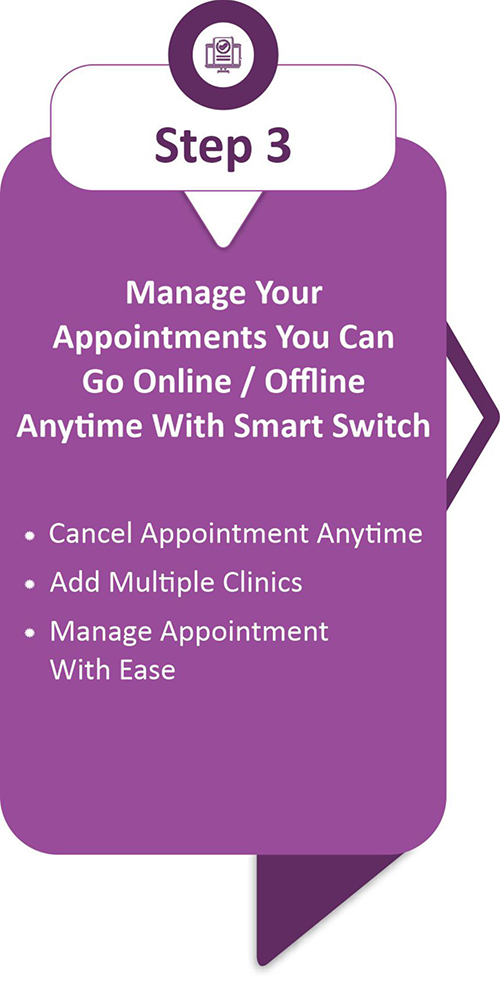 Step 3
Manage Your
Appointments You Can
Go Online / Offline
Anytime With Smart Switch
• Cancel Appointment Anytime
• Add Multiple Clinics
• Manage Appointment
With Ease